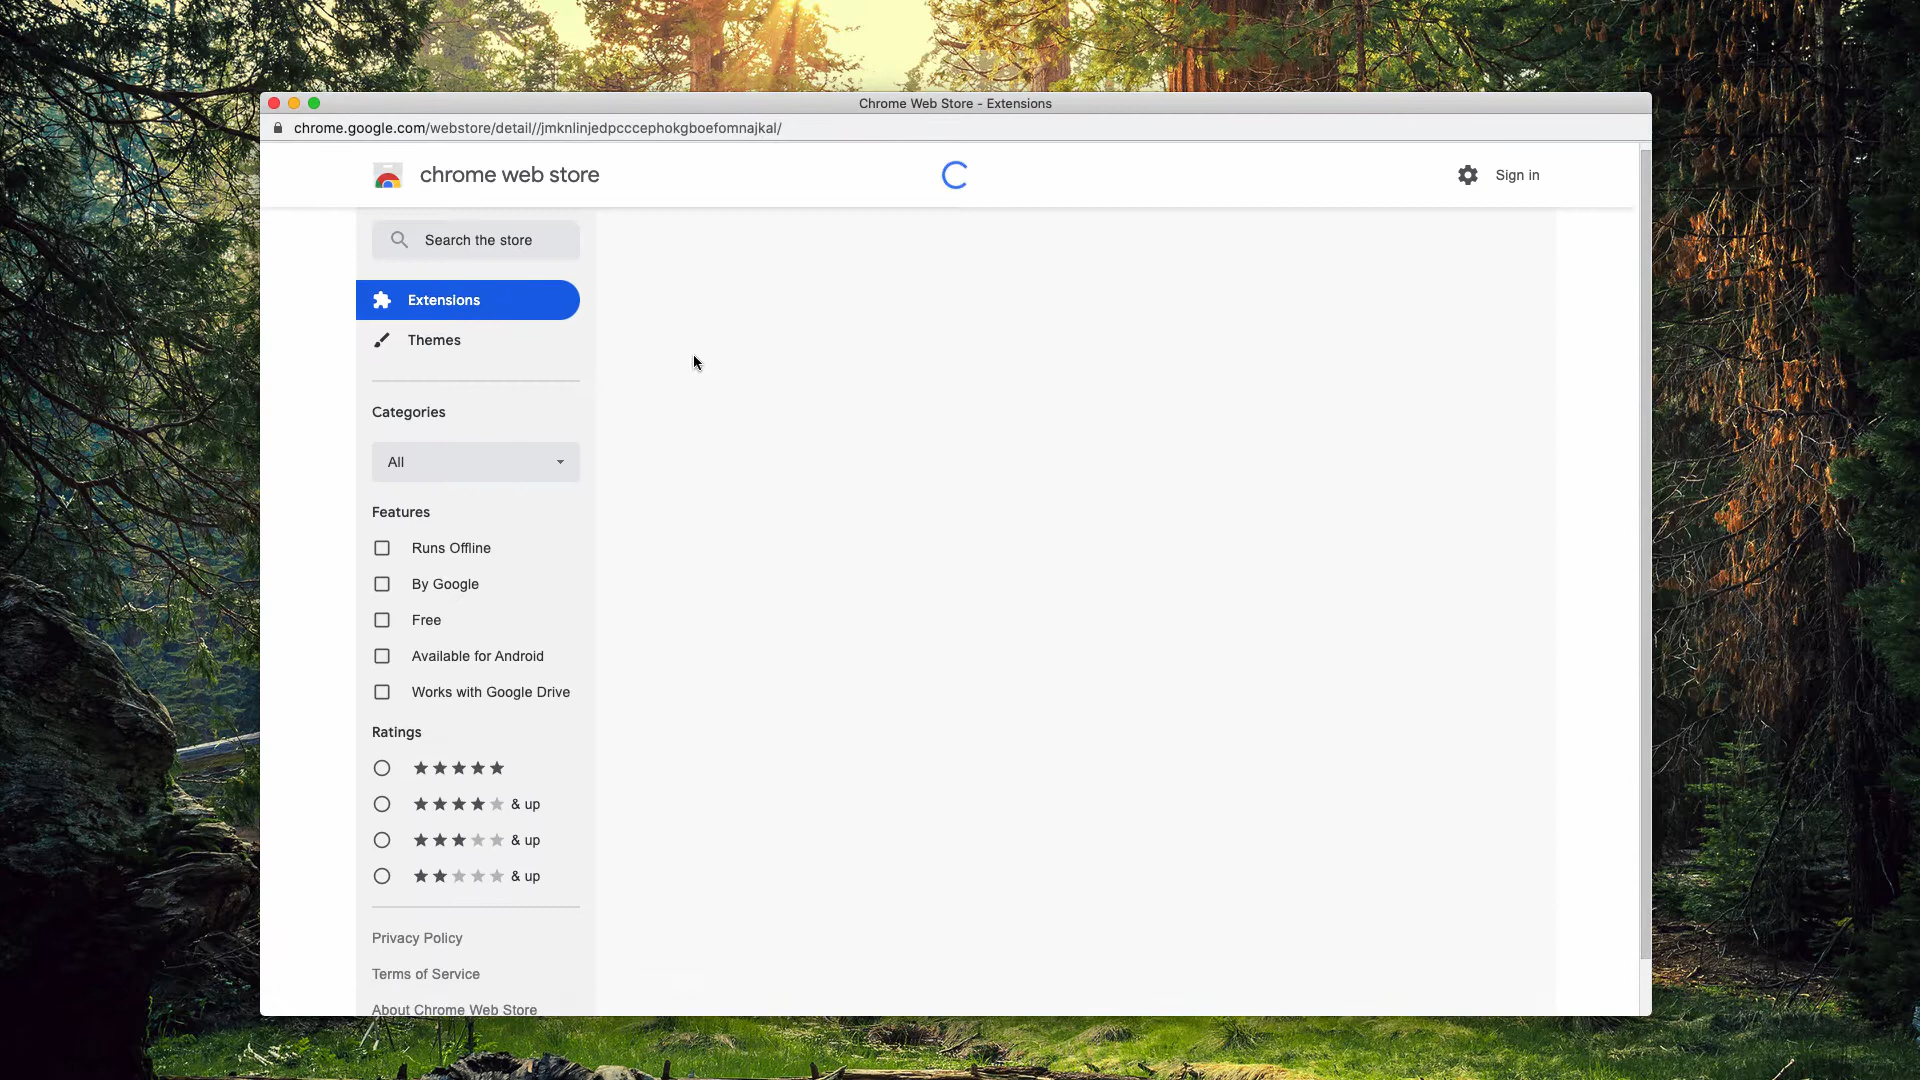 Chrome Web Store - Extensions
chrome.google.com/webstore/detail//jmknlinjedpcccephokgboefomnajkal/
chrome web store
Sign in
Search the store
Extensions
Themes
Categories
All
Features
Runs Offline
By Google
Free
Available for Android
Works with Google Drive
Ratings
& up
& up
& up
Privacy Policy
Terms of Service
About Chrome Web Store